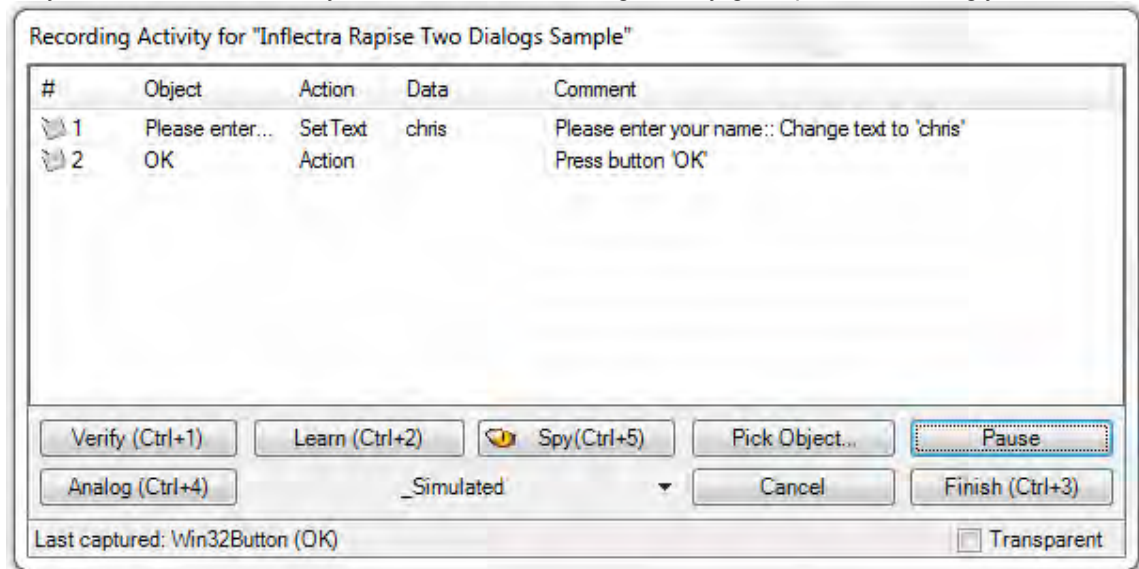 Recording Activity for "Inflectra Rapise Two Dialogs Sample"
# Object Action Data Comment
1 Please enter... SetText chris Please enter your name:: Change text to 'chris'
2 OK Action Press button 'OK'
Verify (Ctrl+1) Learn (Ctrl+2) Spy(Ctrl+5) Pick Object... Pause
Analog (Ctrl+4) _Simulated Cancel Finish (Ctrl+3)
Last captured: Win32Button (OK) Transparent